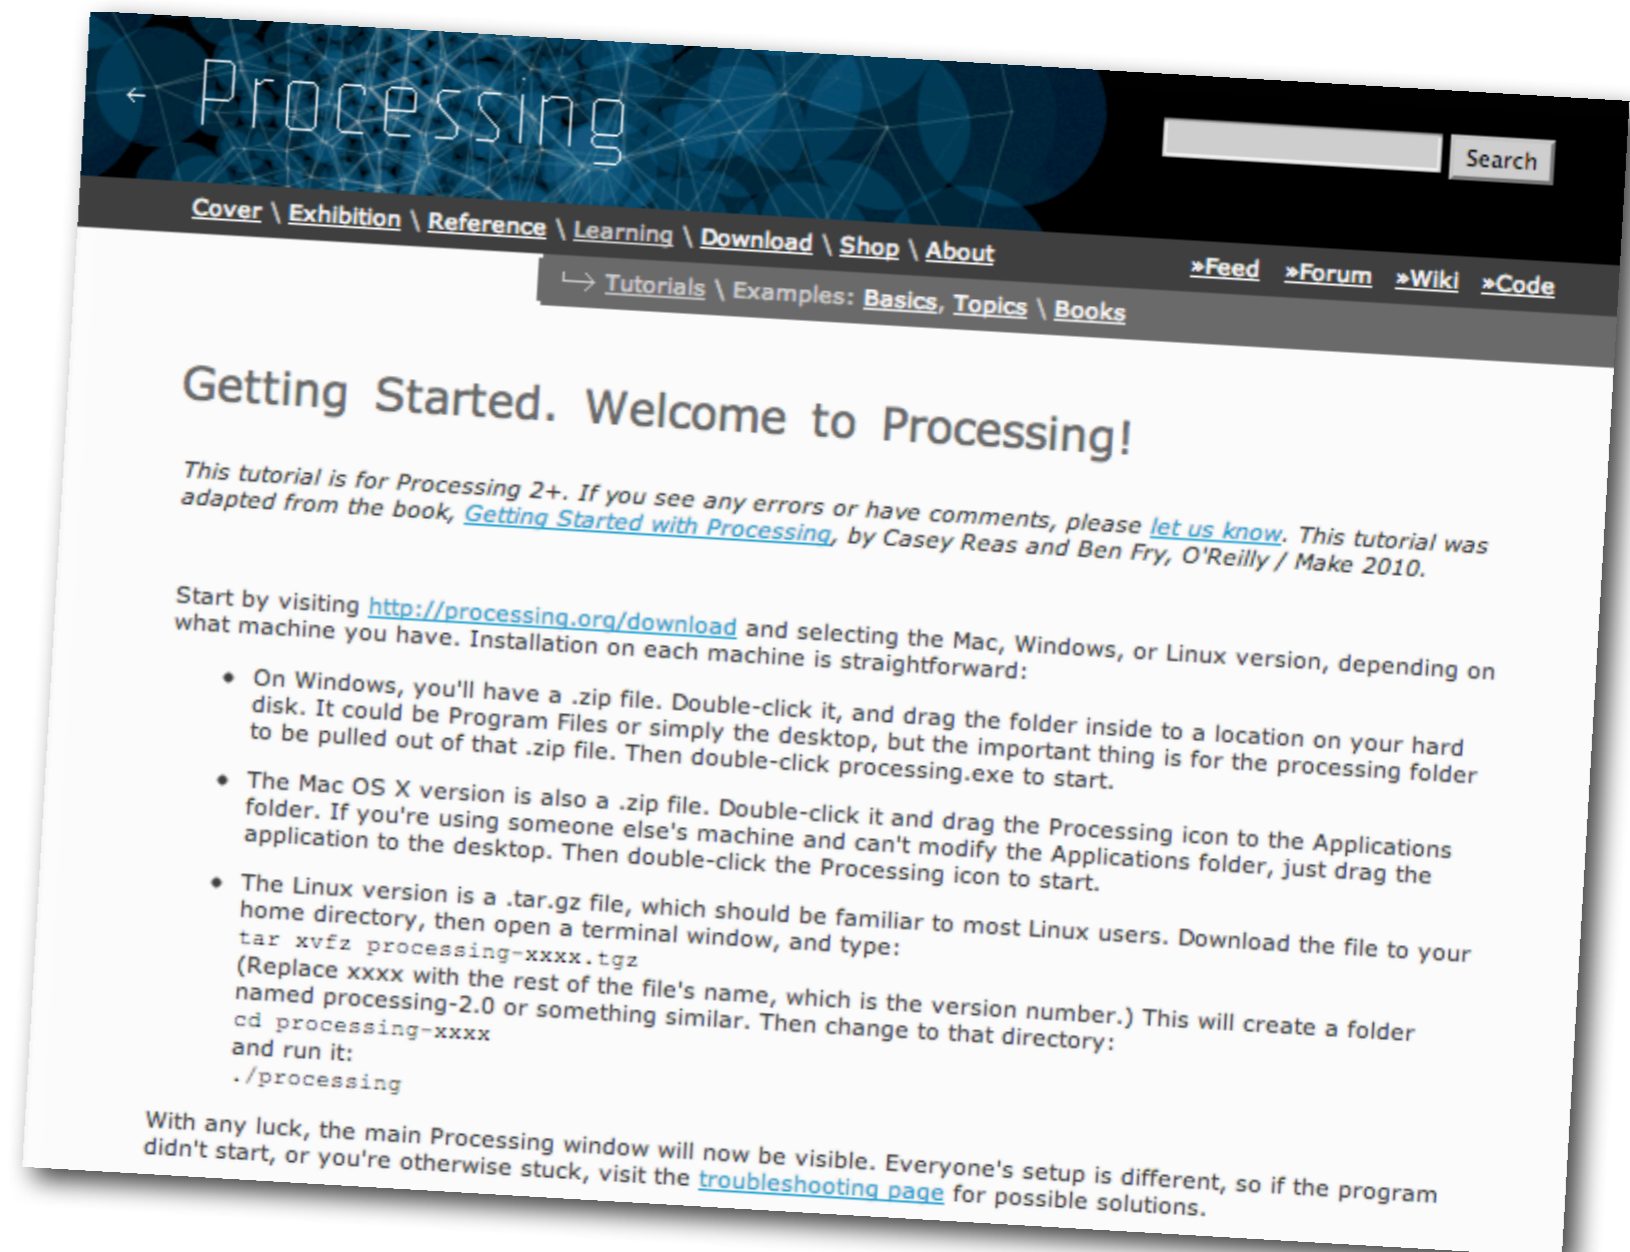 ← Processing
Search
Cover \ Exhibition \ Reference \ Learning \ Download \ Shop \ About
»Feed »Forum »Wiki »Code
Tutorials \ Examples: Basics, Topics \ Books
Getting Started. Welcome to Processing!
This tutorial is for Processing 2+. If you see any errors or have comments, please let us know. This tutorial was
adapted from the book, Getting Started with Processing, by Casey Reas and Ben Fry, O'Reilly / Make 2010.
Start by visiting http://processing.org/download and selecting the Mac, Windows, or Linux version, depending on
what machine you have. Installation on each machine is straightforward:
• On Windows, you'll have a .zip file. Double-click it, and drag the folder inside to a location on your hard
disk. It could be Program Files or simply the desktop, but the important thing is for the processing folder
to be pulled out of that .zip file. Then double-click processing.exe to start.
• The Mac OS X version is also a .zip file. Double-click it and drag the Processing icon to the Applications
folder. If you're using someone else's machine and can't modify the Applications folder, just drag the
application to the desktop. Then double-click the Processing icon to start.
• The Linux version is a .tar.gz file, which should be familiar to most Linux users. Download the file to your
home directory, then open a terminal window, and type:
tar xvfz processing-xxxx.tgz
(Replace xxxx with the rest of the file's name, which is the version number.) This will create a folder
named processing-2.0 or something similar. Then change to that directory:
cd processing-xxxx
and run it:
./processing
With any luck, the main Processing window will now be visible. Everyone's setup is different, so if the program
didn't start, or you're otherwise stuck, visit the troubleshooting page for possible solutions.